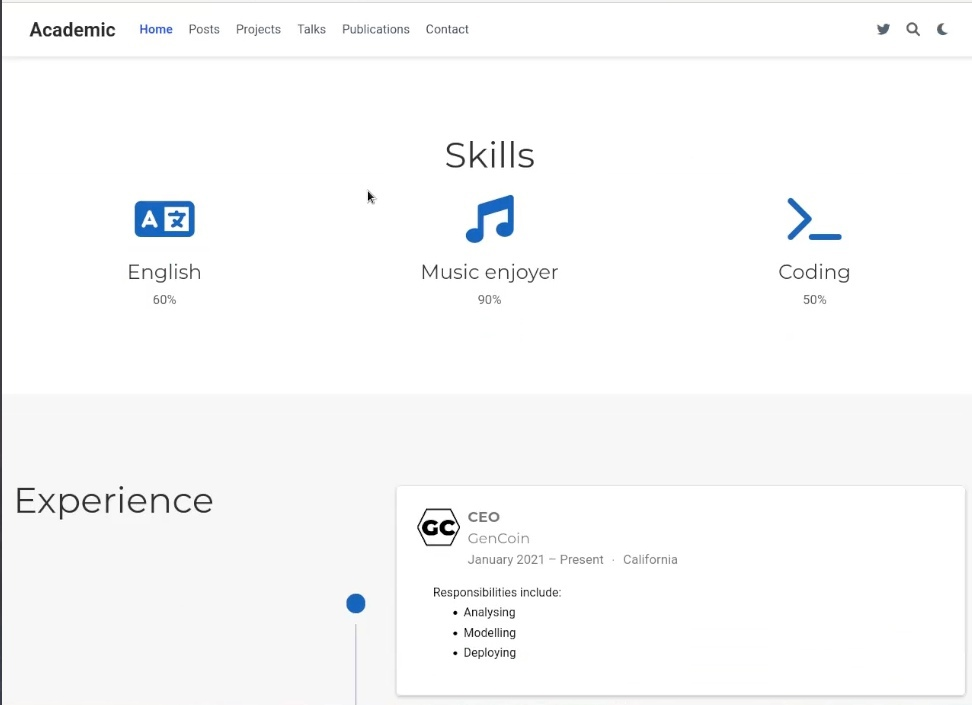 Academic Home Posts Projects Talks Publications Contact
Skills
A 文
English Music enjoyer Coding
60% 90% 50%
Experience
GC
CEO
GenCoin
January 2021 – Present · California
Responsibilities include:
• Analysing
• Modelling
• Deploying